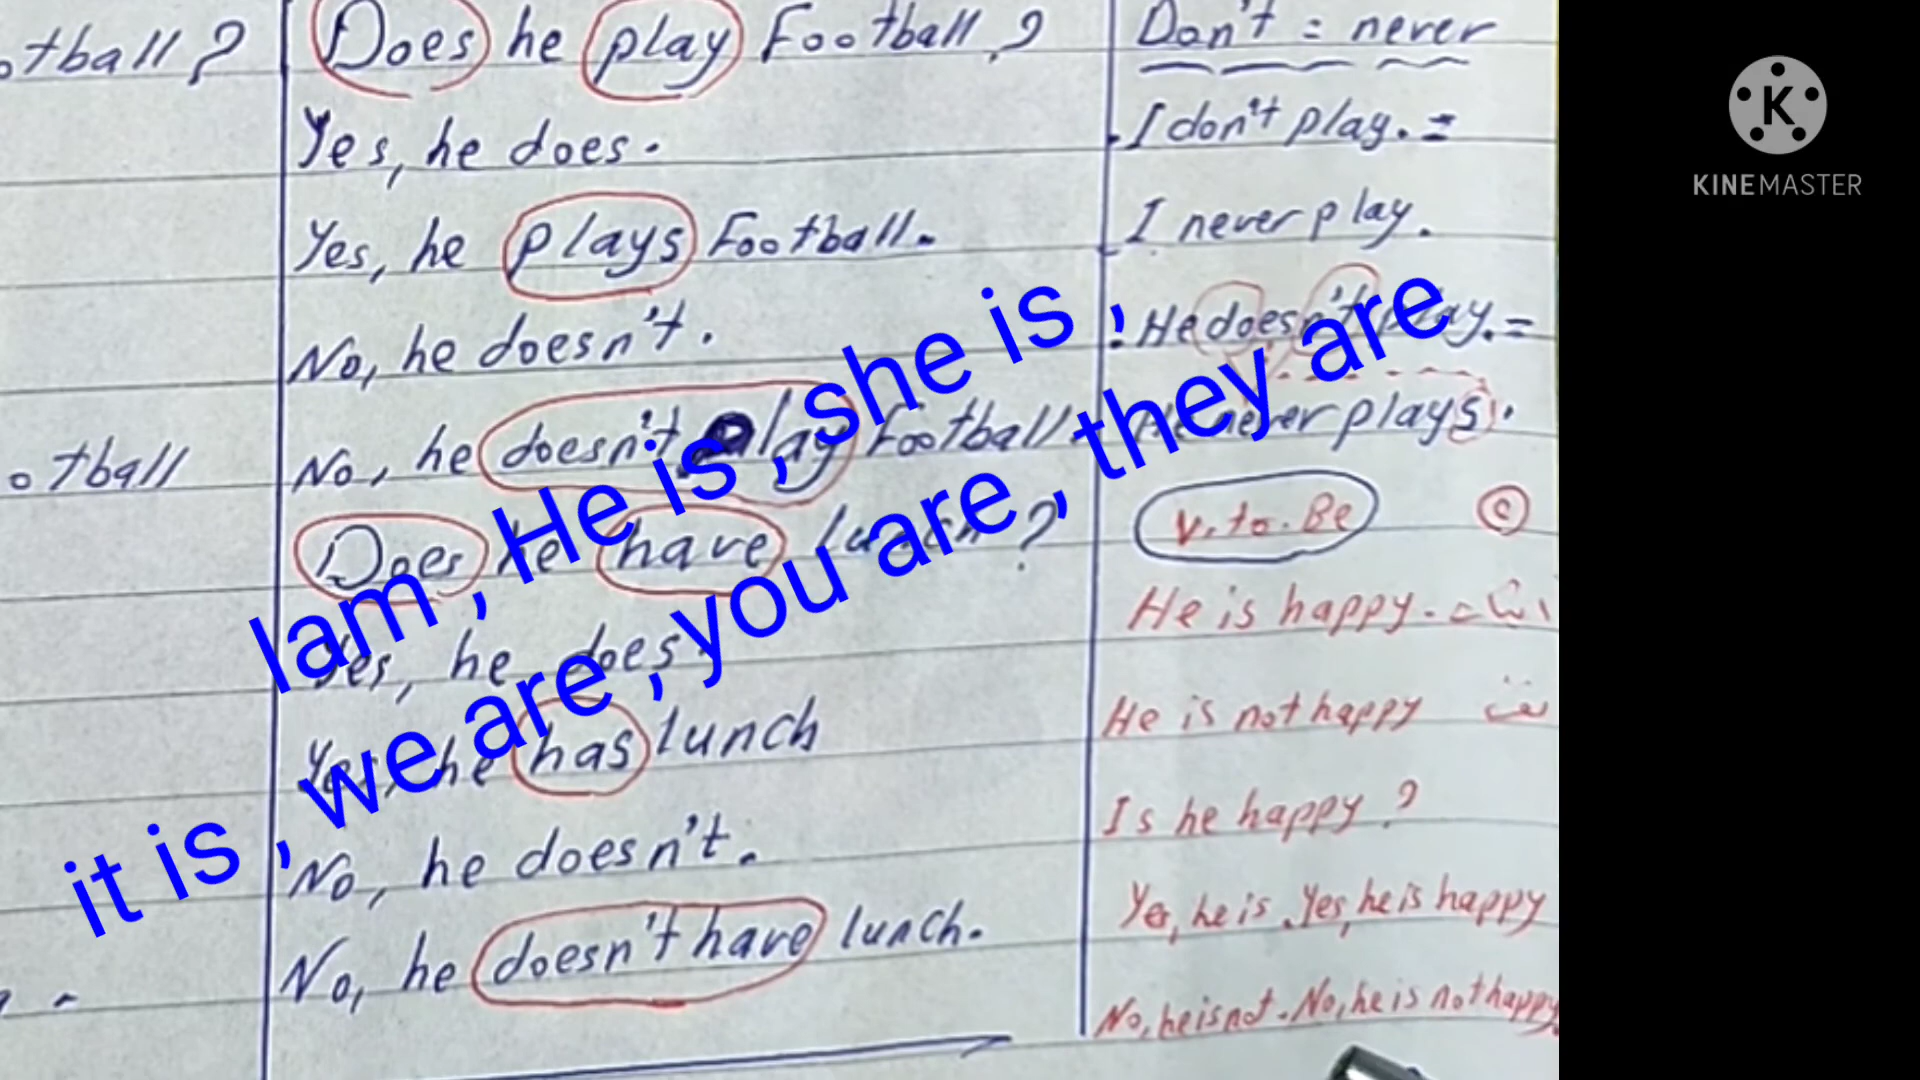 otball?
otball
Does he play Football?
Yes, he does.
Yes, he plays Football.
No, he doesn't.
No, he doesn't play Football.
Does he have lunch?
Yes, he does.
Yes, he has lunch
No, he doesn't.
No, he doesn't have lunch.
Don't = never
I don't play. =
I never play.
He doesn't play. =
He never plays.
V. to. Be
He is happy.
He is not happy
Is he happy?
Yes, he is. Yes, he is happy
No, he is not. No, he is not happy
Iam , He is , she is ,
it is , we are , you are , they are
KINEMASTER